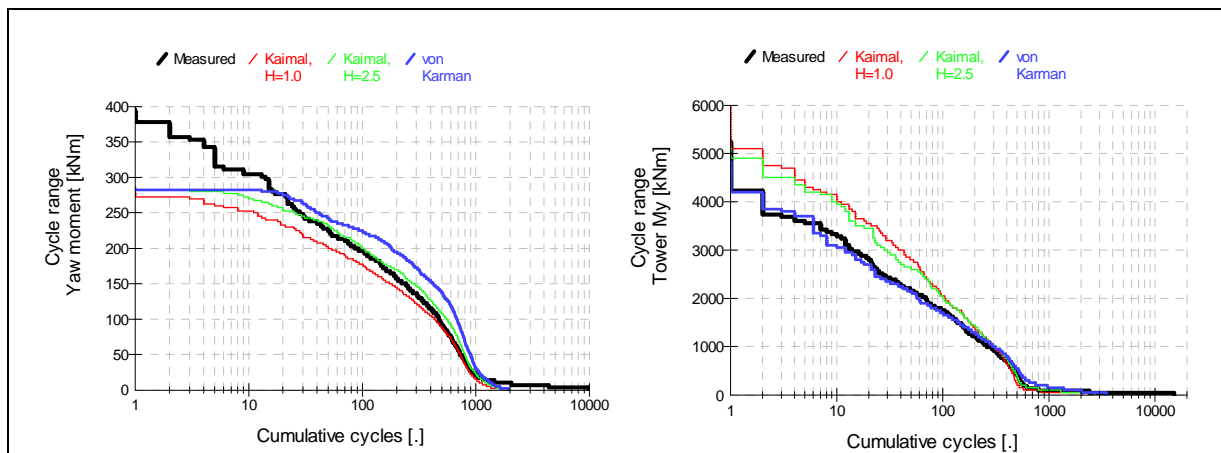 Measured Kaimal, Kaimal, von
H=1.0 H=2.5 Karman
400
350
300
250
200
150
100
50
0
Cycle range
Yaw moment [kNm]
1 10 100 1000 10000
Cumulative cycles [.]
Measured Kaimal, Kaimal, von
H=1.0 H=2.5 Karman
6000
5000
4000
3000
2000
1000
0
Cycle range
Tower My [kNm]
1 10 100 1000 10000
Cumulative cycles [.]